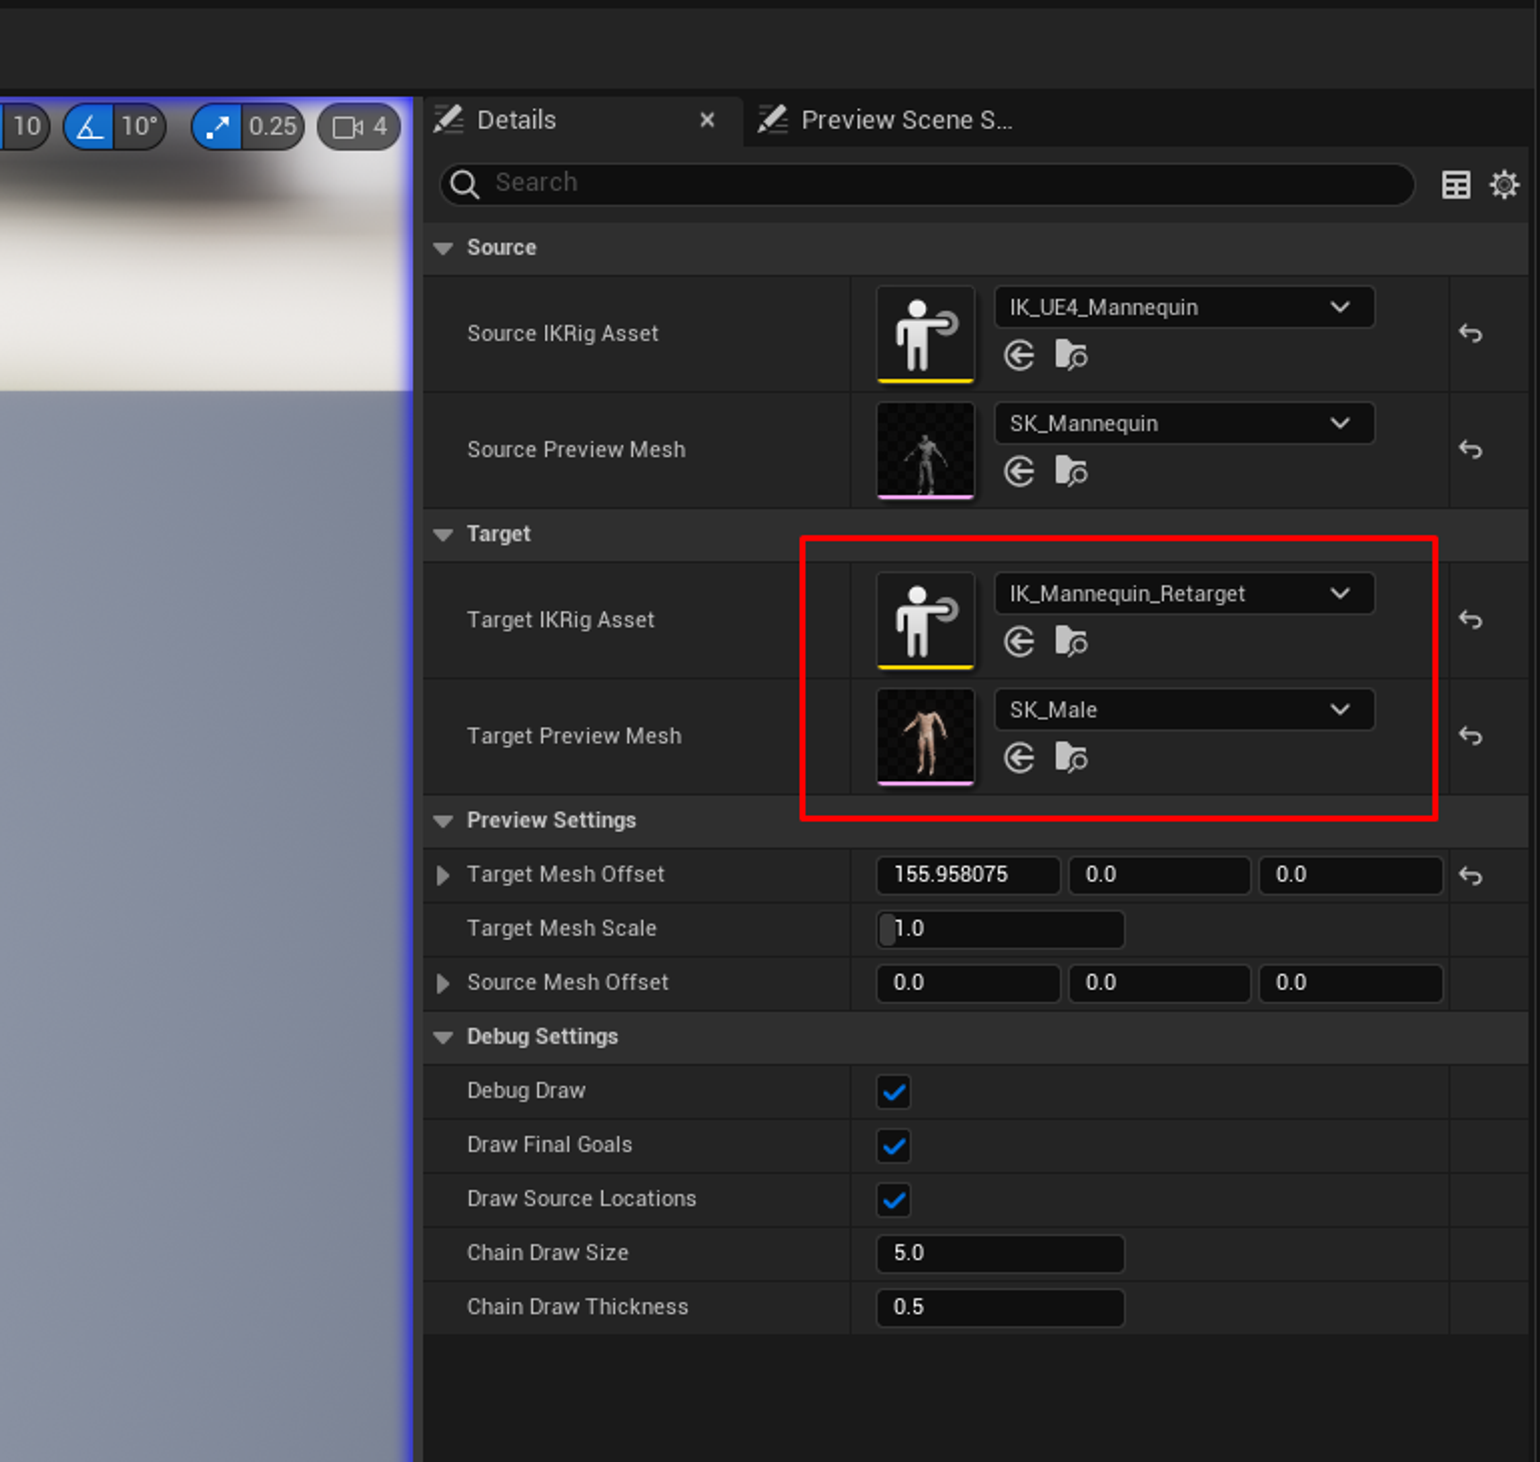 10 10° 0.25 4
Details Preview Scene S...
Search
Source
Source IKRig Asset IK_UE4_Mannequin
Source Preview Mesh SK_Mannequin
Target
Target IKRig Asset IK_Mannequin_Retarget
Target Preview Mesh SK_Male
Preview Settings
Target Mesh Offset 155.958075 0.0 0.0
Target Mesh Scale 1.0
Source Mesh Offset 0.0 0.0 0.0
Debug Settings
Debug Draw
Draw Final Goals
Draw Source Locations
Chain Draw Size 5.0
Chain Draw Thickness 0.5